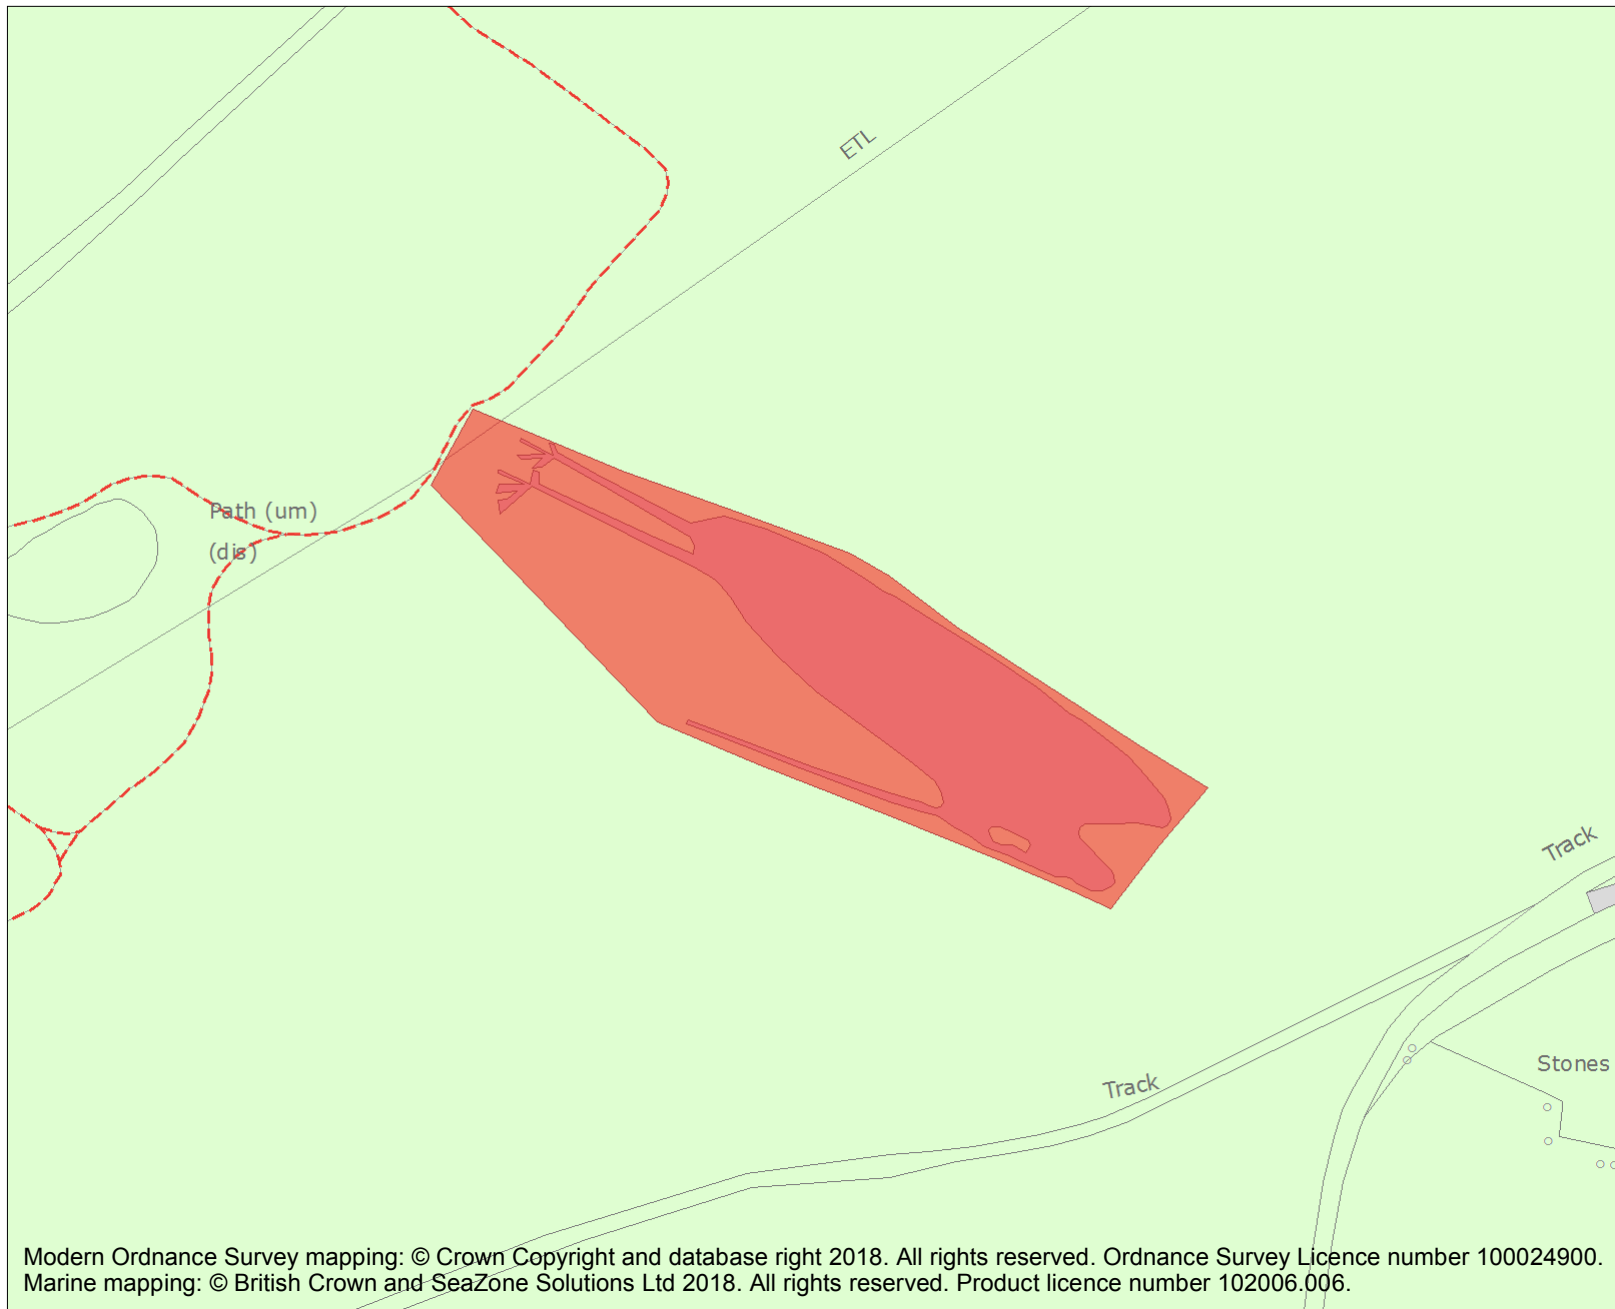 ETL
Path (um)
(dis)
Track
Stones
Track
Modern Ordnance Survey mapping: © Crown Copyright and database right 2018. All rights reserved. Ordnance Survey Licence number 100024900.
Marine mapping: © British Crown and SeaZone Solutions Ltd 2018. All rights reserved. Product licence number 102006.006.